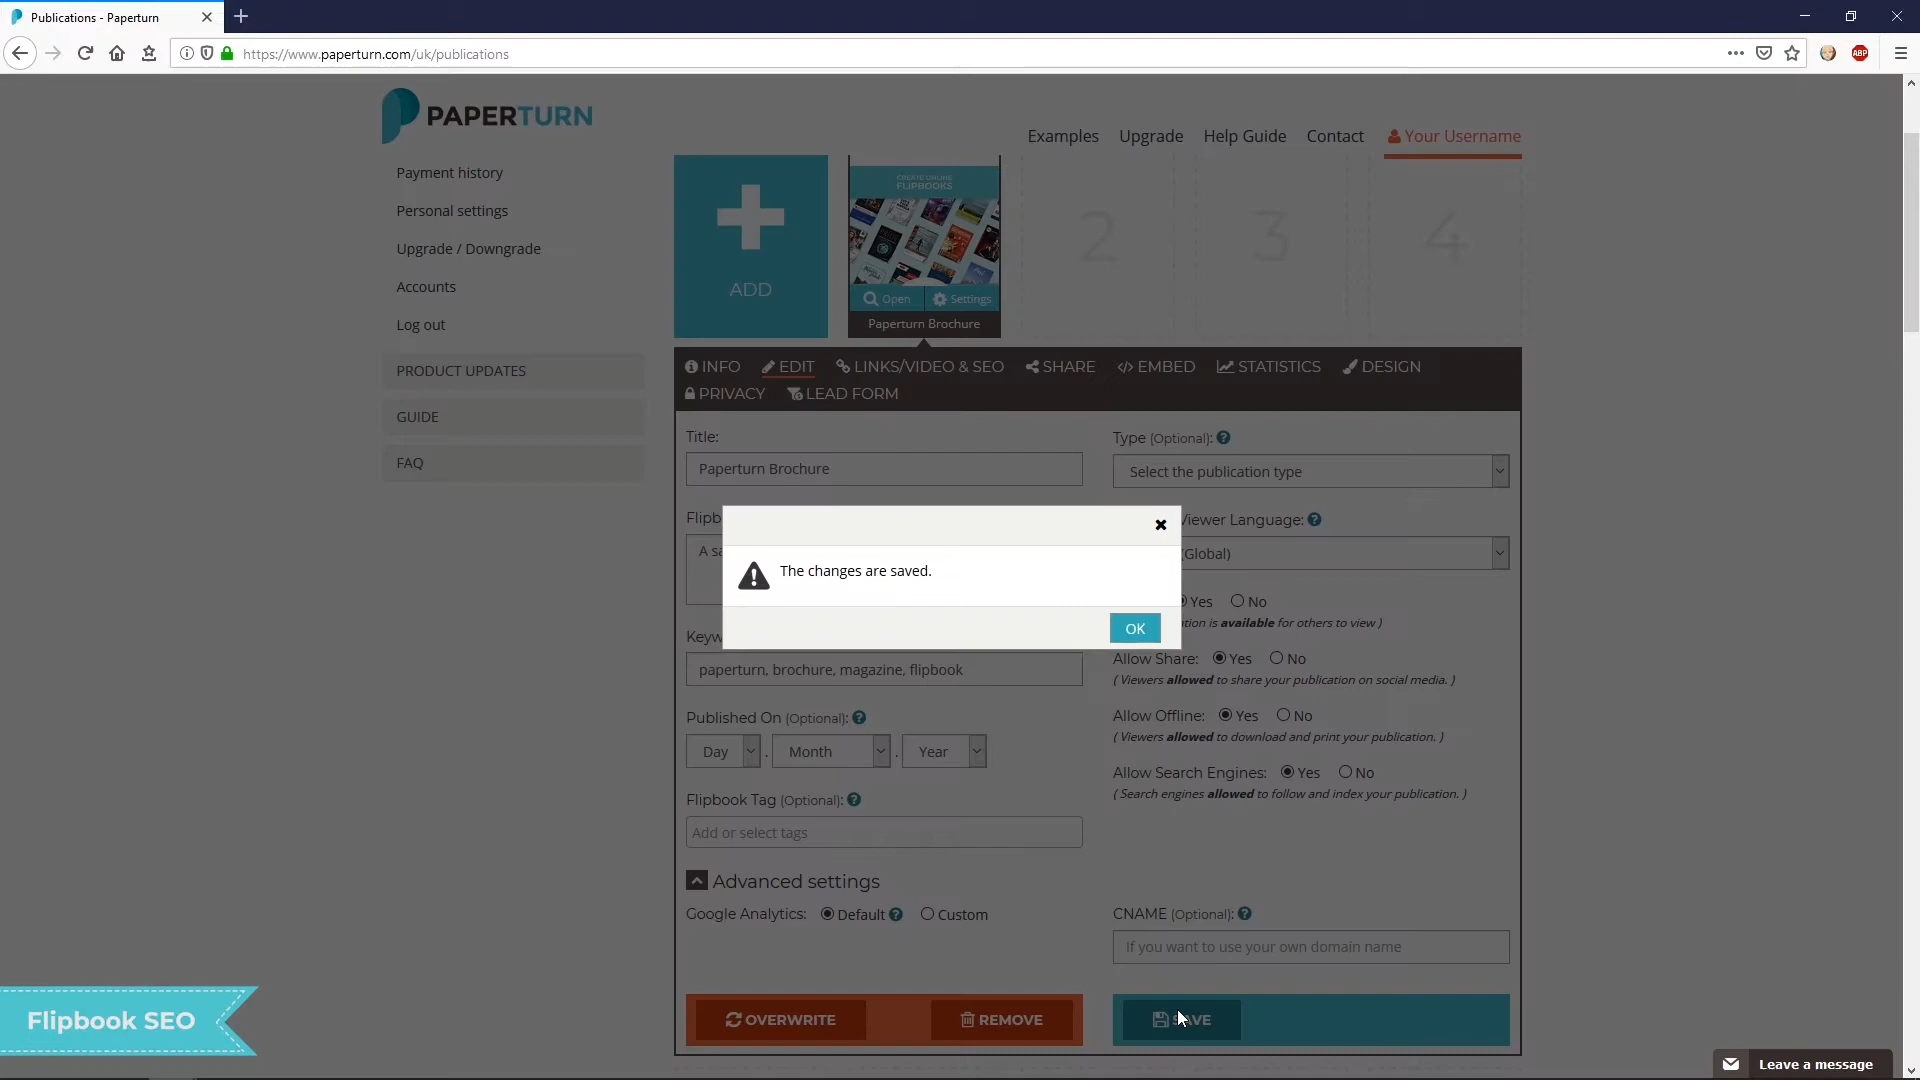 Publications - Paperturn
https://www.paperturn.com/uk/publications
ABP
PAPERTURN
Examples
Upgrade
Help Guide
Contact
Your Username
Payment history
Personal settings
Upgrade / Downgrade
Accounts
Log out
PRODUCT UPDATES
GUIDE
FAQ
ADD
CREATE ONLINE
FLIPBOOKS
Open
Settings
Paperturn Brochure
2
3
4
INFO
EDIT
LINKS/VIDEO & SEO
SHARE
EMBED
STATISTICS
DESIGN
PRIVACY
LEAD FORM
Title:
Paperturn Brochure
Type (Optional):
Select the publication type
Flipb
A sa
Viewer Language:
(Global)
The changes are saved.
OK
Yes No
tion is available for others to view )
Keyw
paperturn, brochure, magazine, flipbook
Allow Share: Yes No
( Viewers allowed to share your publication on social media. )
Published On (Optional):
Day . Month . Year
Allow Offline: Yes No
( Viewers allowed to download and print your publication. )
Allow Search Engines: Yes No
( Search engines allowed to follow and index your publication. )
Flipbook Tag (Optional):
Add or select tags
Advanced settings
Google Analytics: Default Custom
CNAME (Optional):
If you want to use your own domain name
OVERWRITE
REMOVE
SAVE
Flipbook SEO
Leave a message